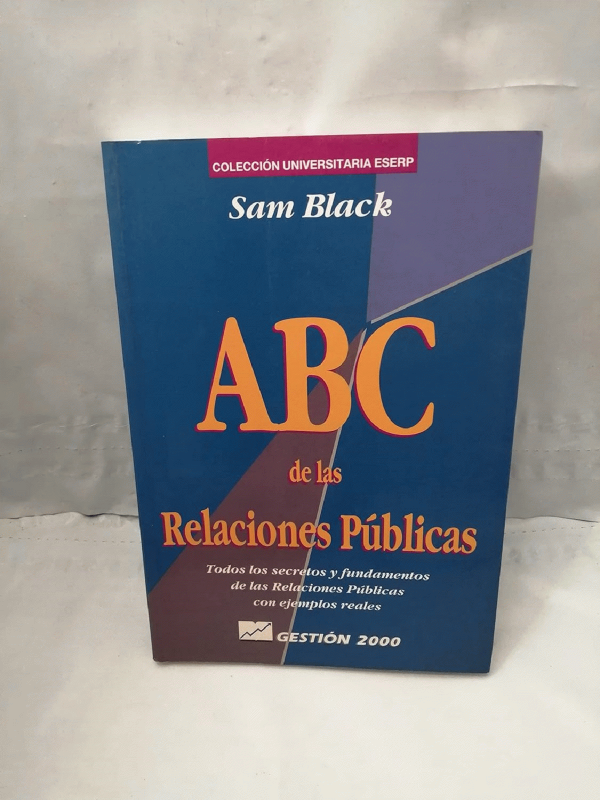 COLECCIÓN UNIVERSITARIA ESERP
Sam Black
ABC
de las
Relaciones Públicas
Todos los secretos y fundamentos
de las Relaciones Públicas
con ejemplos reales
GESTIÓN 2000